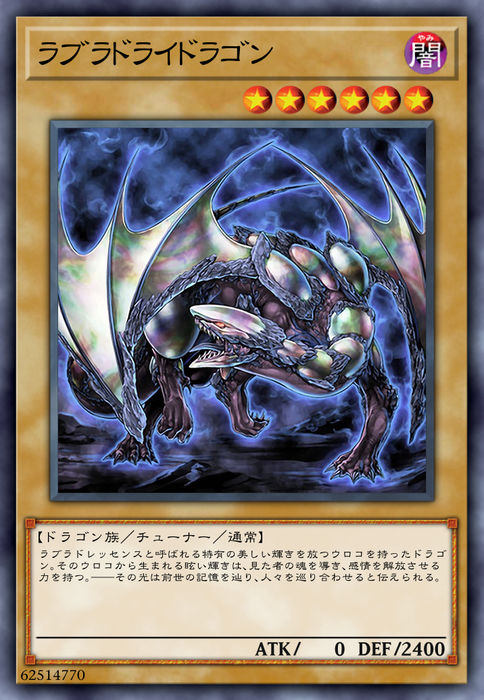 ラブラドライドラゴン
やみ
闇
【ドラゴン族／チューナー／通常】
ラブラドレッセンスと呼ばれる特有の美しい輝きを放つウロコを持ったドラゴ
ン。そのウロコから生まれる眩い輝きは、見た者の魂を導き、感情を解放させる
力を持つ。――その光は前世の記憶を辿り、人々を巡り合わせると伝えられる。
ATK/ 0 DEF/2400
62514770